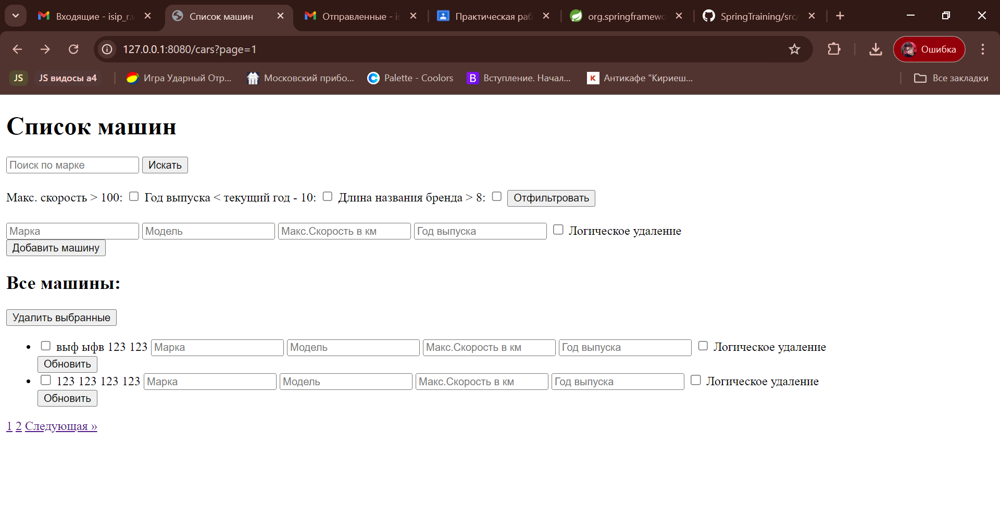 Входящие - isip_r.
Список машин
Отправленные - is
Практическая раб
org.springframewo
SpringTraining/src/
127.0.0.1:8080/cars?page=1
Ошибка
JS
JS видосы а4
Игра Ударный Отр...
Московский прибо...
Palette - Coolors
B
Вступление. Начал...
K
Антикафе "Кириеш...
Все закладки
Список машин
Поиск по марке Искать
Макс. скорость > 100: Год выпуска < текущий год - 10: Длина названия бренда > 8: Отфильтровать
Марка Модель Макс.Скорость в км Год выпуска Логическое удаление
Добавить машину
Все машины:
Удалить выбранные
• выф ыфв 123 123 Марка Модель Макс.Скорость в км Год выпуска Логическое удаление
Обновить
• 123 123 123 123 Марка Модель Макс.Скорость в км Год выпуска Логическое удаление
Обновить
1 2 Следующая »